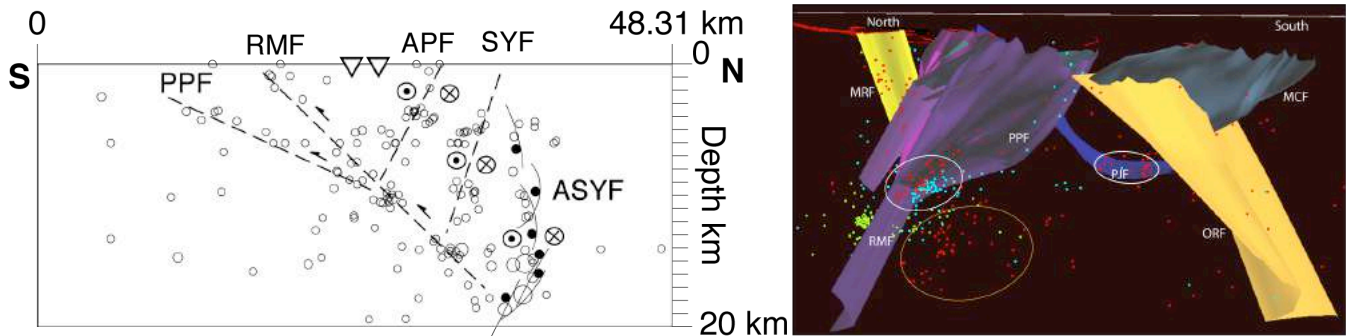 0
48.31 km
RMF
APF
SYF
0
S
N
PPF
ASYF
Depth km
20 km
North
South
MRF
MCF
PPF
PJF
RMF
ORF